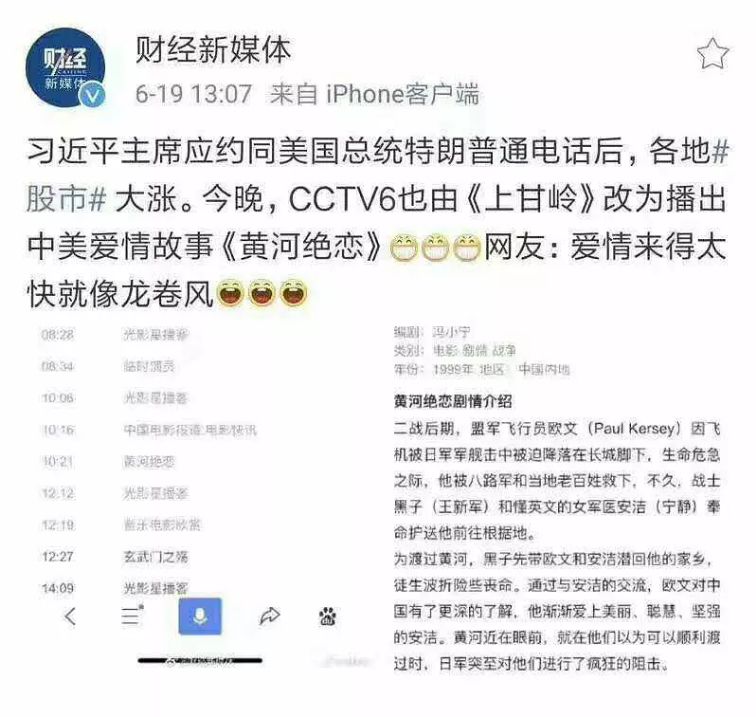 财经
CAIJING
新媒体
财经新媒体
6-19 13:07 来自 iPhone客户端
习近平主席应约同美国总统特朗普通电话后，各地#
股市# 大涨。今晚，CCTV6也由《上甘岭》改为播出
中美爱情故事《黄河绝恋》😁😁😁网友：爱情来得太
快就像龙卷风😄😄😄
08:28 光影星播客
08:34 临时演员
10:06 光影星播客
10:16 中国电影报道:电影快讯
10:21 黄河绝恋
12:12 光影星播客
12:19 音乐电影欣赏
12:27 玄武门之殇
14:09 光影星播客
编剧：冯小宁
类别：电影 剧情 战争
年份：1999年 地区：中国内地
黄河绝恋剧情介绍
二战后期，盟军飞行员欧文（Paul Kersey）因飞
机被日军军舰击中被迫降落在长城脚下，生命危急
之际，他被八路军和当地老百姓救下，不久，战士
黑子（王新军）和懂英文的女军医安洁（宁静）奉
命护送他前往根据地。
为渡过黄河，黑子先带欧文和安洁潜回他的家乡，
徒生波折险些丧命。通过与安洁的交流，欧文对中
国有了更深的了解，他渐渐爱上美丽、聪慧、坚强
的安洁。黄河近在眼前，就在他们以为可以顺利渡
过时，日军突至对他们进行了疯狂的阻击。